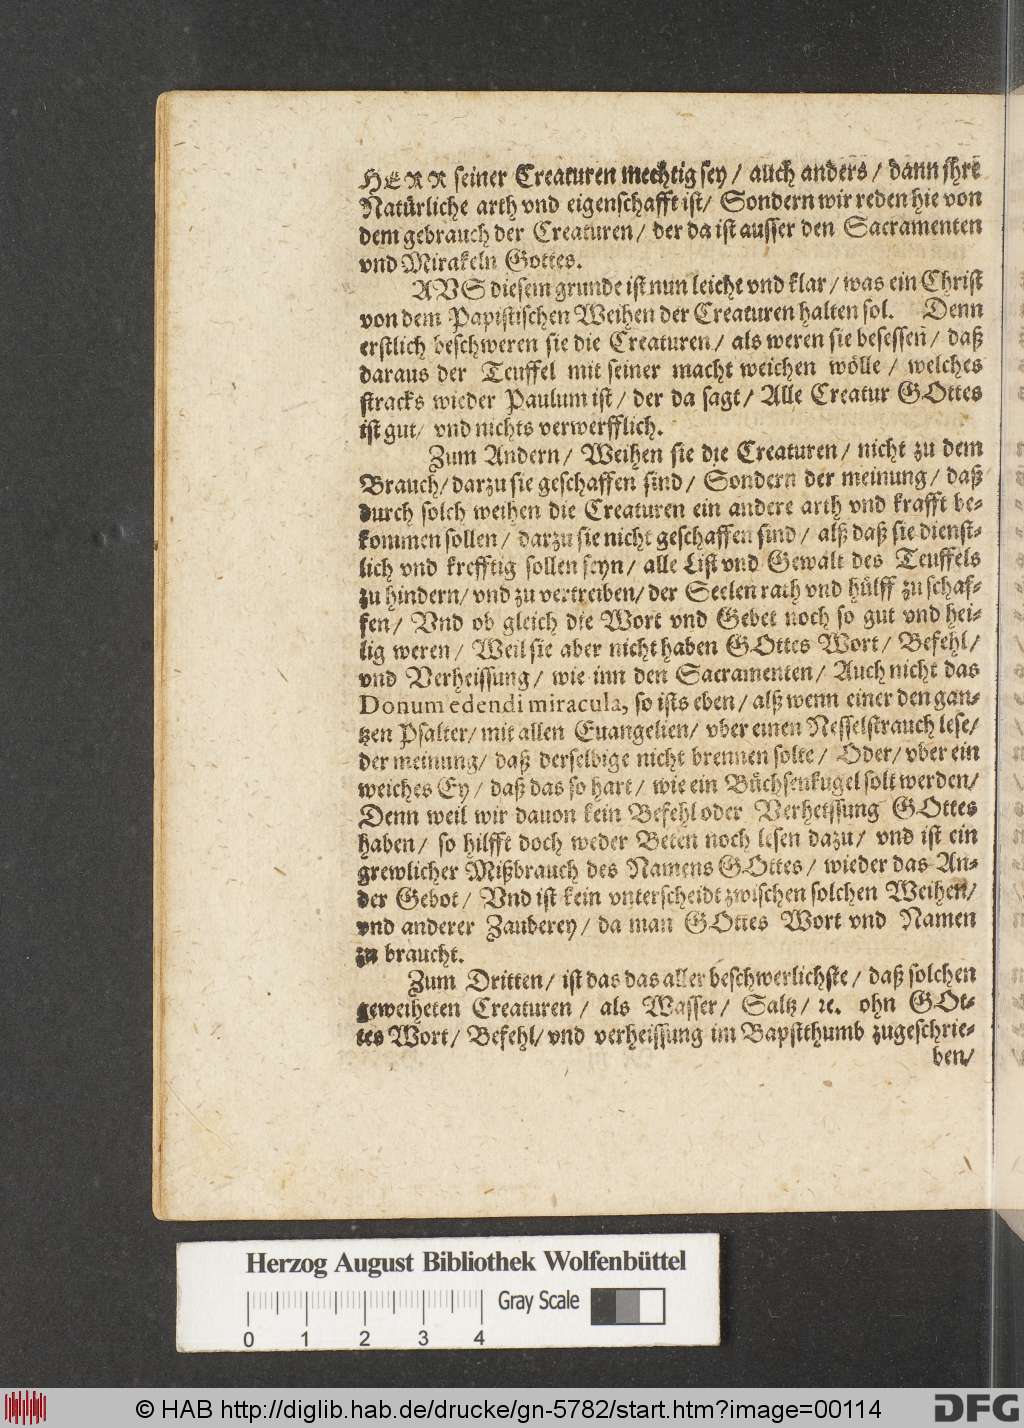 HERR seiner Creaturen mechtig sey / auch anders / dann jhre
Natürliche arth vnd eigenschafft ist / Sondern wir reden hie von
dem gebrauch der Creaturen / der da ist ausser den Sacramenten
vnd Mirakeln Gottes.
AVS diesem grunde ist nun leicht vnd klar / was ein Christ
von dem Papistischen Weihen der Creaturen halten sol. Denn
erstlich beschweren sie die Creaturen / als weren sie besessen / daß
daraus der Teuffel mit seiner macht weichen wölle / welches
stracks wieder Paulum ist / der da sagt / Alle Creatur GOttes
ist gut / vnd nichts verwerfflich.
Zum Andern / Weihen sie die Creaturen / nicht zu dem
Brauch / darzu sie geschaffen sind / Sondern der meinung / daß
durch solch weihen die Creaturen ein andere arth vnd krafft be-
kommen sollen / darzu sie nicht geschaffen sind / alß daß sie dienst-
lich vnd krefftig sollen seyn / alle List vnd Gewalt des Teuffels
zu hindern / vnd zu vertreiben / der Seelen rath vnd hülff zu schaf-
fen / Vnd ob gleich die Wort vnd Gebet noch so gut vnd hei-
lig weren / Weil sie aber nicht haben GOttes Wort / Befehl /
vnd Verheissung / wie inn den Sacramenten / Auch nicht das
Donum edendi miracula, so ists eben / alß wenn einer den gan-
tzen Psalter / mit allen Euangelien / vber einen Nesselstrauch lese /
der meinung / daß derselbige nicht brennen solte / Oder / vber ein
weiches Ey / daß das so hart / wie ein Büchsenkugel solt werden /
Denn weil wir dauon kein Befehl oder Verheissung GOttes
haben / so hilfft doch weder Beten noch lesen dazu / vnd ist ein
grewlicher Mißbrauch des Namens GOttes / wieder das An-
der Gebot / Vnd ist kein vnterscheidt zwischen solchen Weihen /
vnd anderer Zauberey / da man GOttes Wort vnd Namen
zu braucht.
Zum Dritten / ist das das aller beschwerlichste / daß solchen
geweiheten Creaturen / als Wasser / Saltz / ꝛc. ohn GOt-
tes Wort / Befehl / vnd verheissung im Bapstthumb zugeschrie-
ben /
Herzog August Bibliothek Wolfenbüttel
Gray Scale
0 1 2 3 4
© HAB http://diglib.hab.de/drucke/gn-5782/start.htm?image=00114
DFG